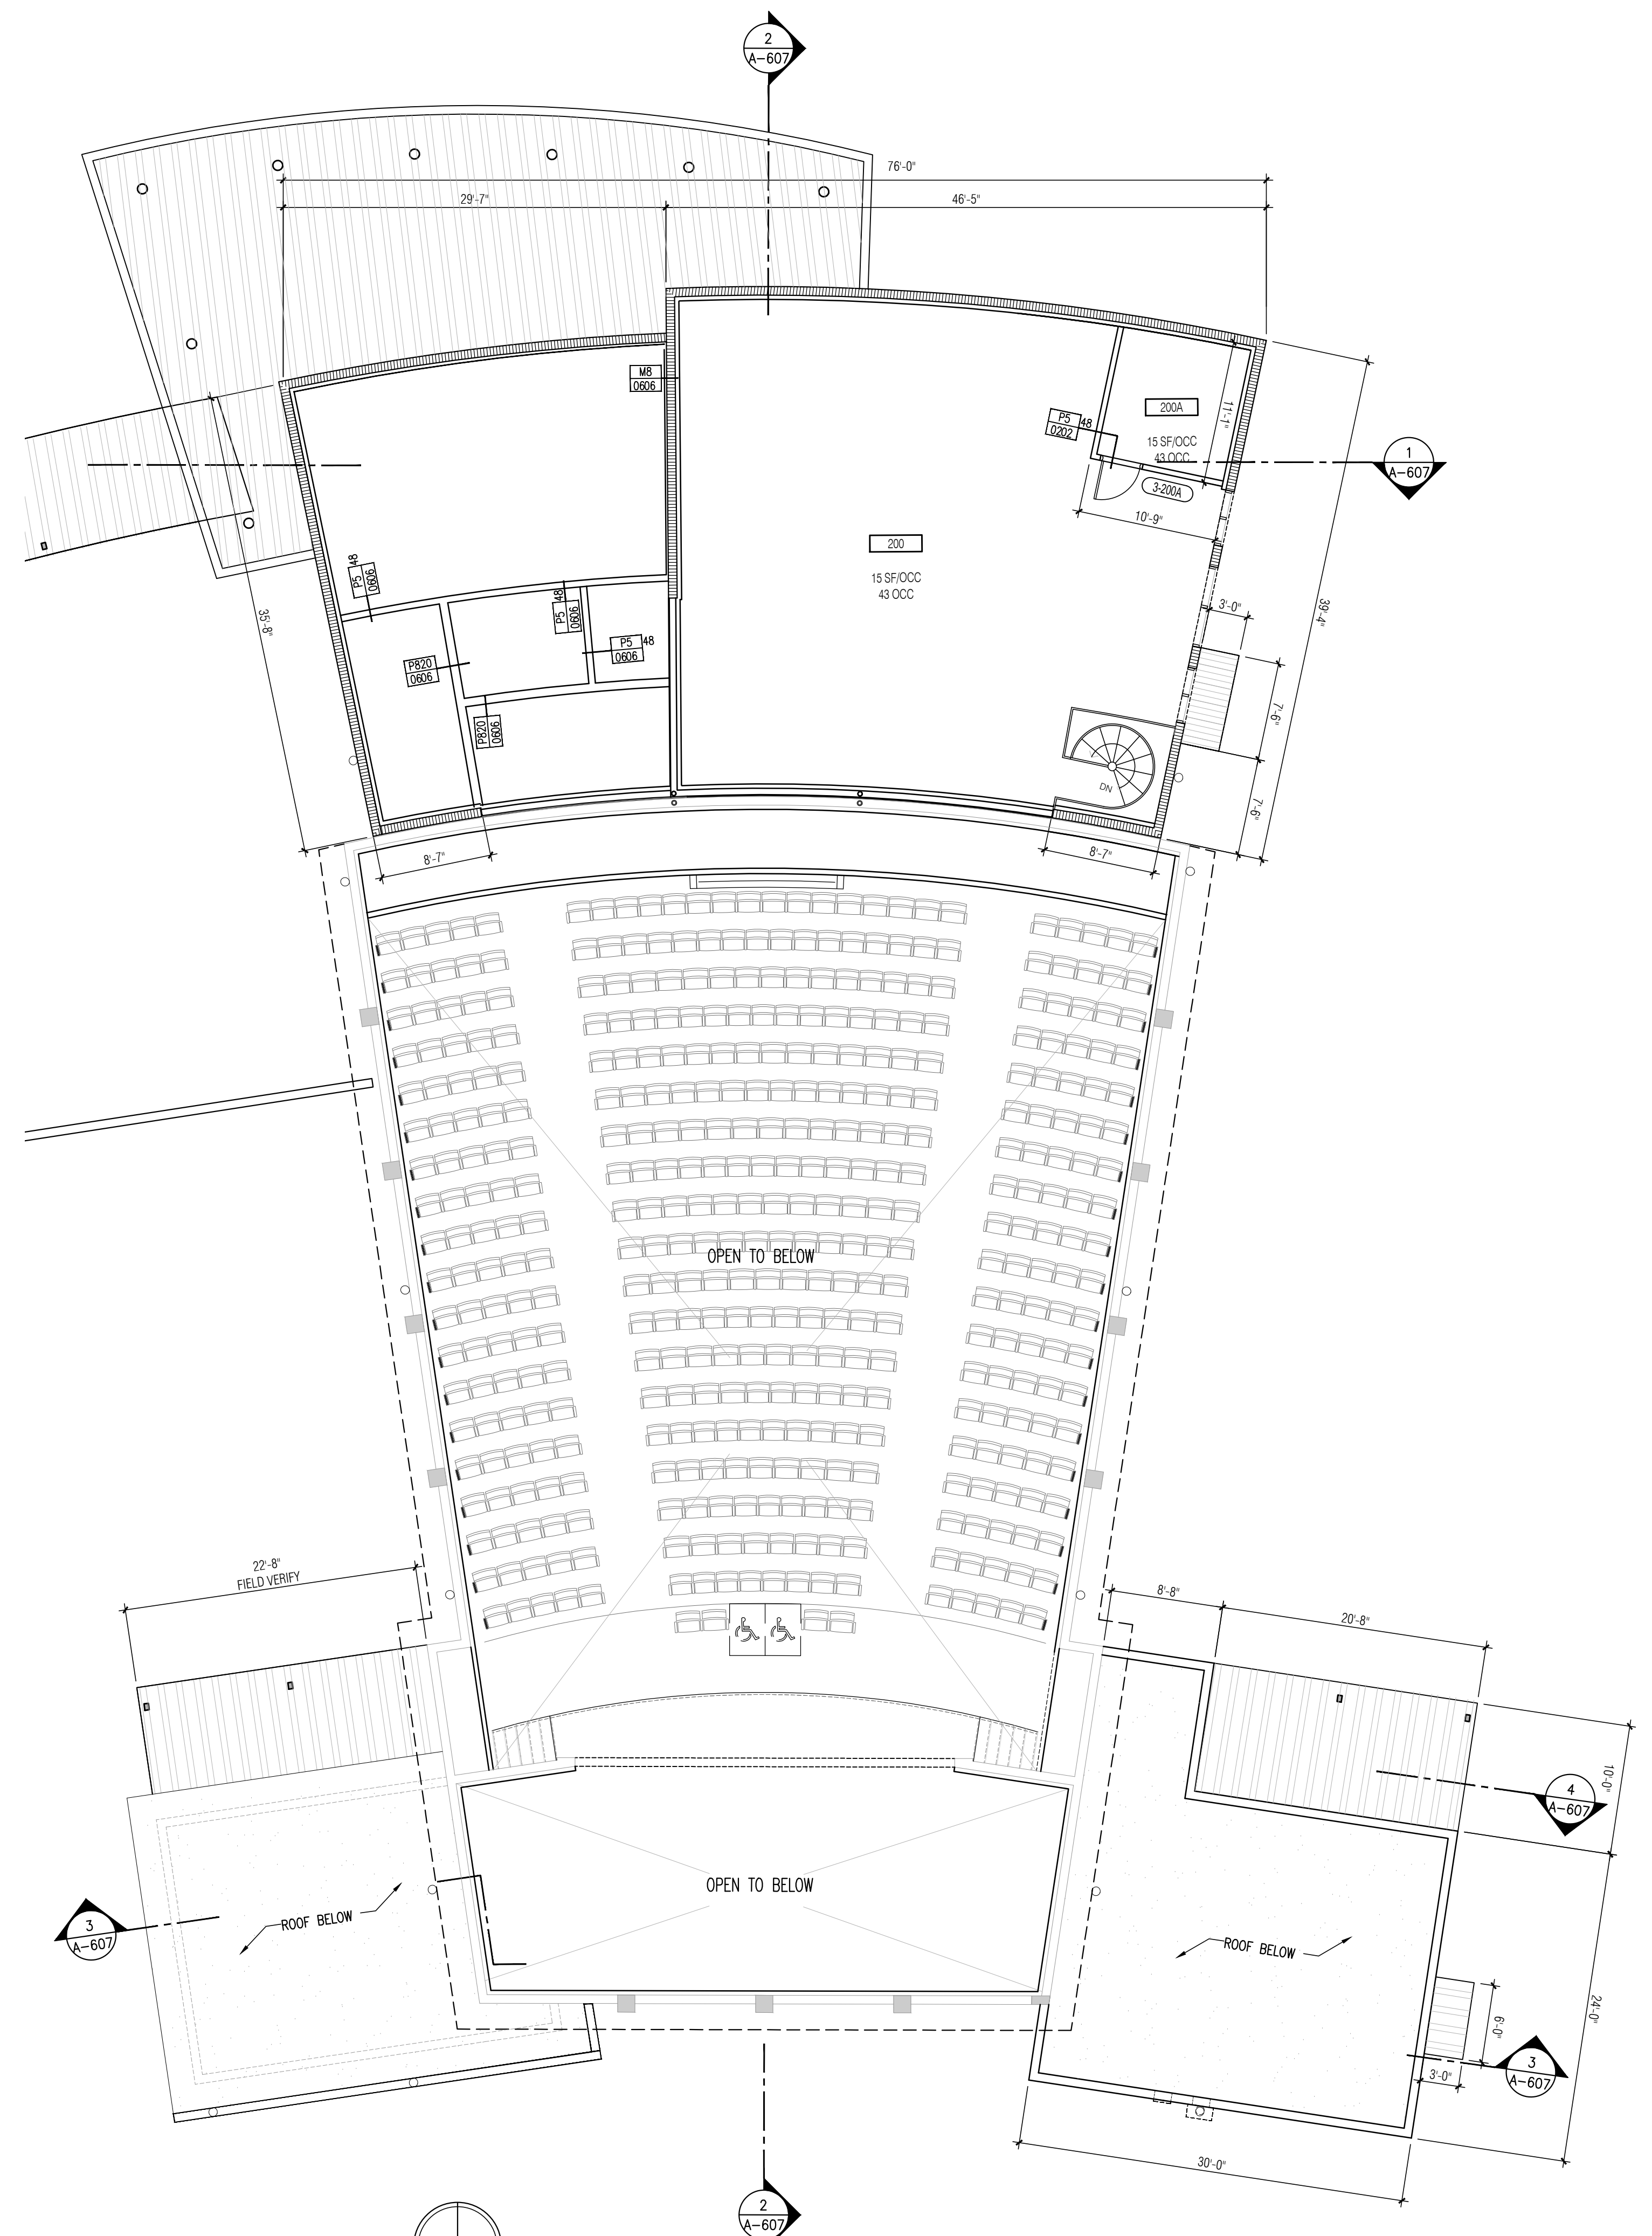 2
A-607
76'-0"
29'-7"
46'-5"
M8
0606
200A
15 SF/OCC
43 OCC
P5
0202
48
11'-1"
1
A-607
3-200A
10'-9"
200
15 SF/OCC
43 OCC
P5
0606
48
P5
0606
48
P5
0606
48
3'-0"
39'-4"
35'-8"
P820
0606
P820
0606
7'-6"
DN
7'-6"
8'-7"
8'-7"
OPEN TO BELOW
22'-8"
FIELD VERIFY
8'-8"
20'-8"
10'-0"
4
A-607
OPEN TO BELOW
3
A-607
ROOF BELOW
ROOF BELOW
24'-0"
6'-0"
3
A-607
3'-0"
30'-0"
2
A-607